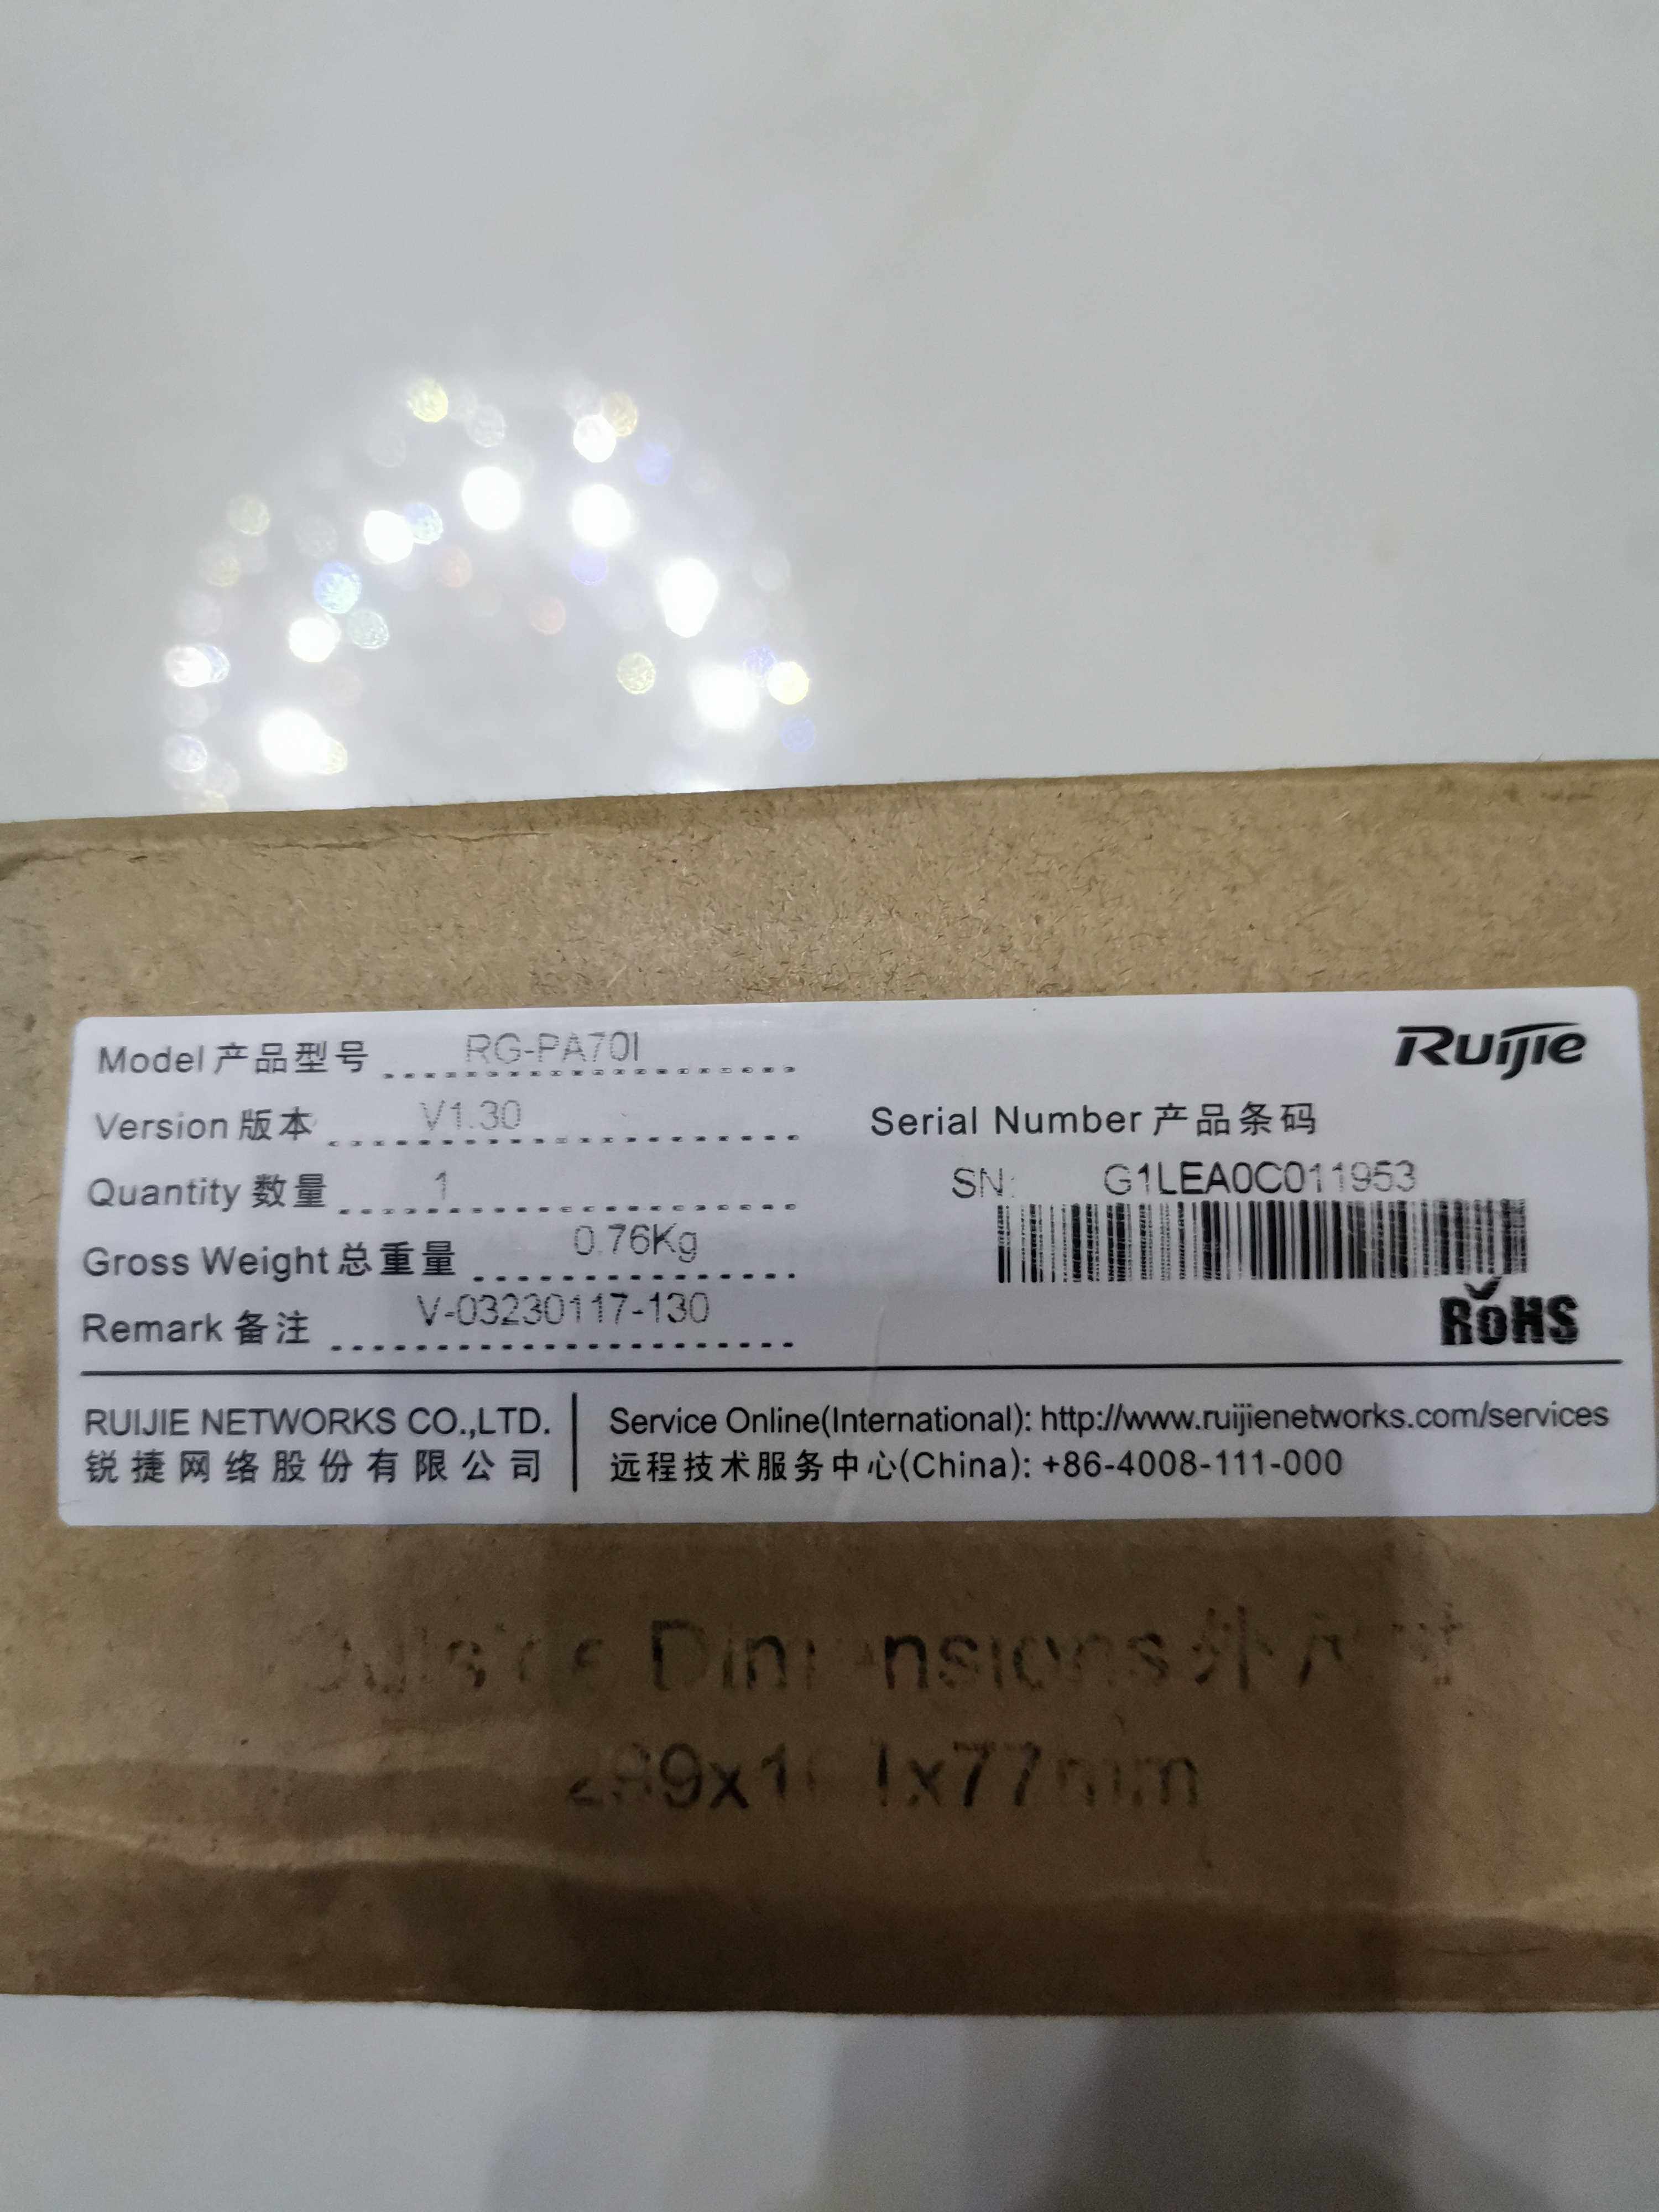 Ruijie
Model 产品型号 RG-PA70I
Version 版本 V1.30
Quantity 数量 1
Gross Weight 总重量 0.76Kg
Remark 备注 V-03230117-130
Serial Number 产品条码
SN: G1LEA0C011953
RoHS
RUIJIE NETWORKS CO.,LTD.
锐捷网络股份有限公司
Service Online(International): http://www.ruijienetworks.com/services
远程技术服务中心(China): +86-4008-111-000
Outside Dimensions